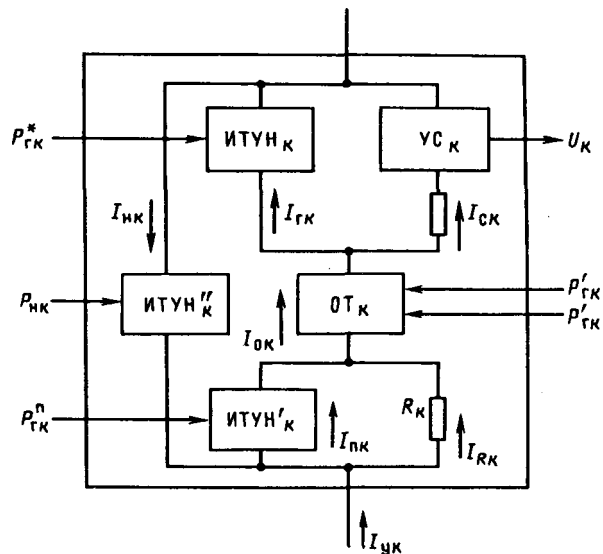 P*гк
ИТУНк
УСк
Uк
Iнк
Iгк
Iск
Pнк
ИТУН″к
ОТк
P′гк
P′гк
Iок
Pпгк
ИТУН′к
Iпк
Rк
IRк
Iук